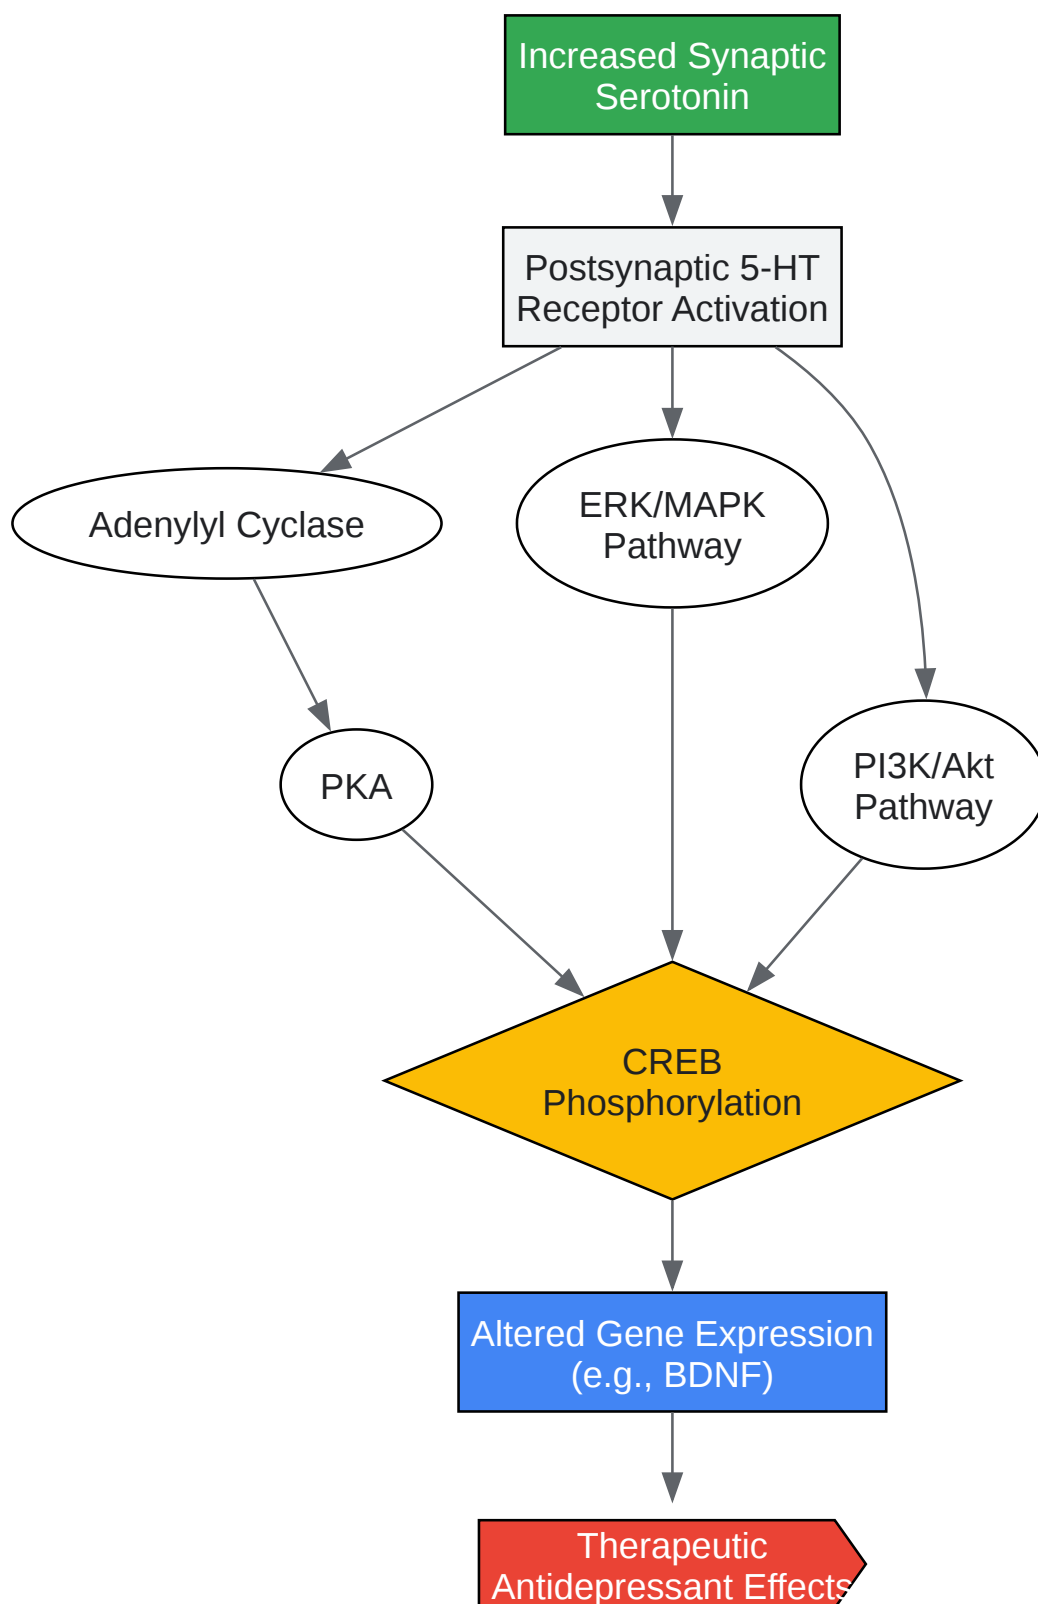 Increased Synaptic
Serotonin
Postsynaptic 5-HT
Receptor Activation
Adenylyl Cyclase
ERK/MAPK
Pathway
PKA
PI3K/Akt
Pathway
CREB
Phosphorylation
Altered Gene Expression
(e.g., BDNF)
Therapeutic
Antidepressant Effects